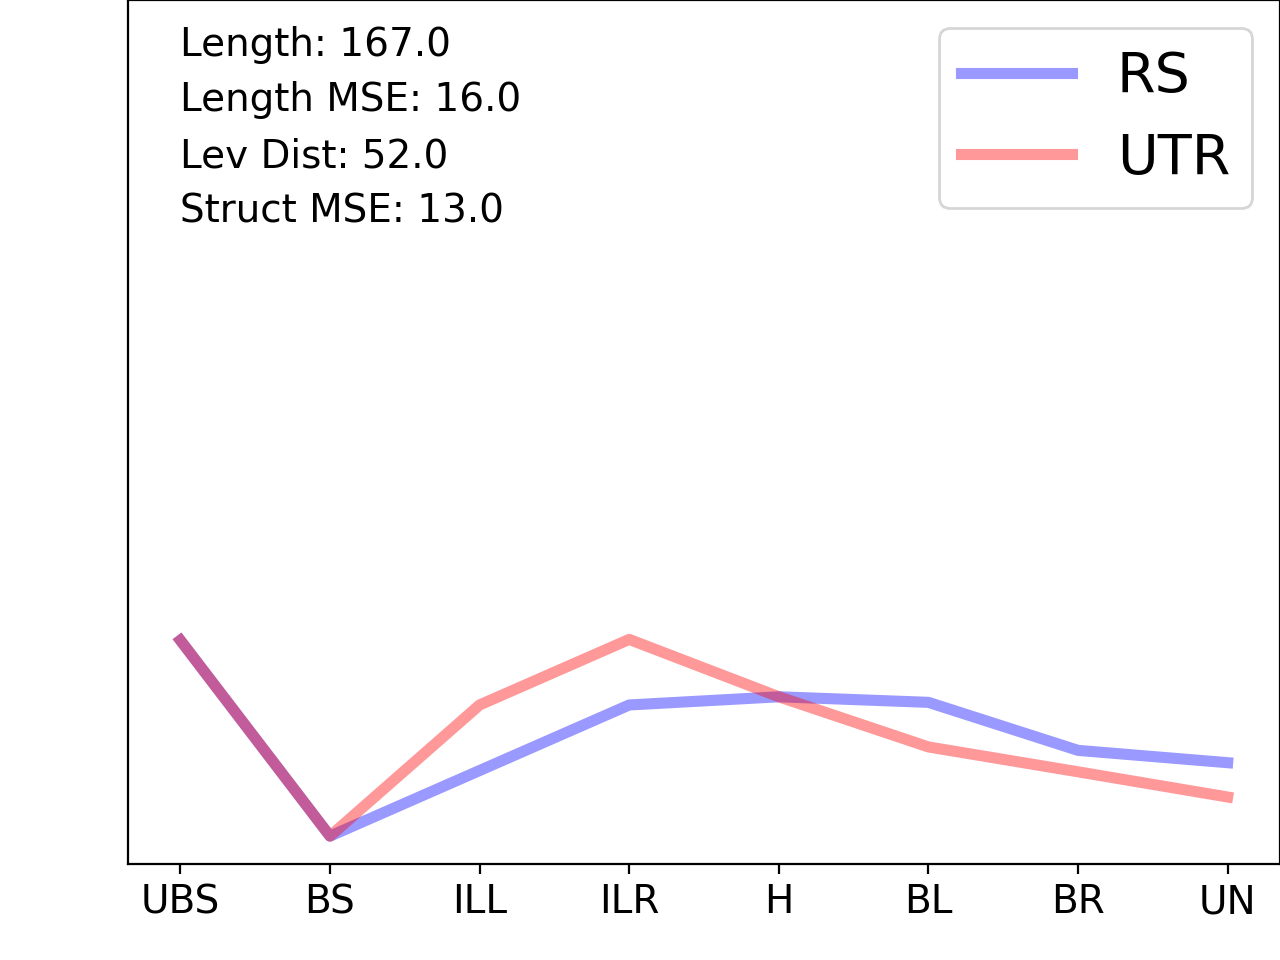 Length: 167.0
Length MSE: 16.0
Lev Dist: 52.0
Struct MSE: 13.0
RS
UTR
UBS BS ILL ILR H BL BR UN